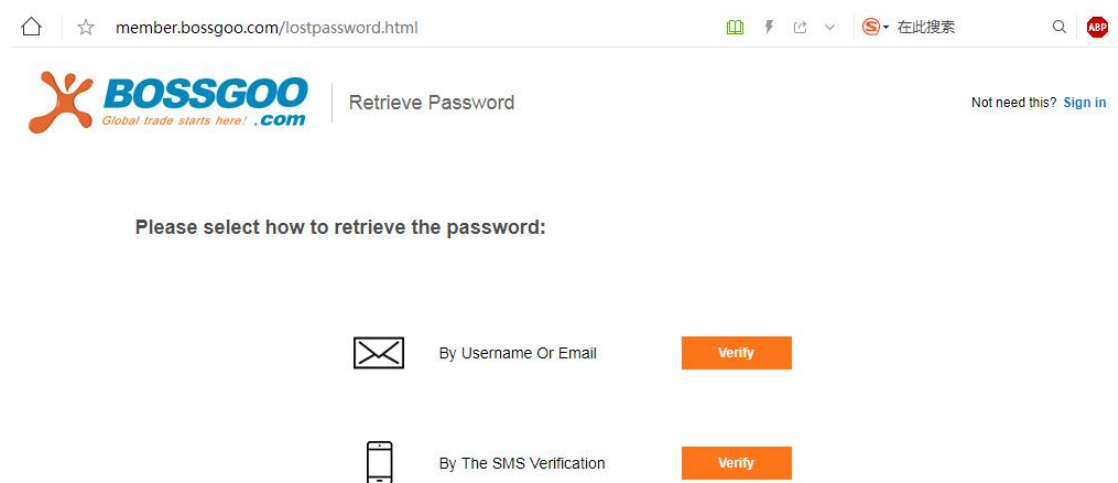 member.bossgoo.com/lostpassword.html
在此搜索
ABP
BOSSGOO
Global trade starts here! .com
Retrieve Password
Not need this? Sign in
Please select how to retrieve the password:
By Username Or Email
Verify
By The SMS Verification
Verify